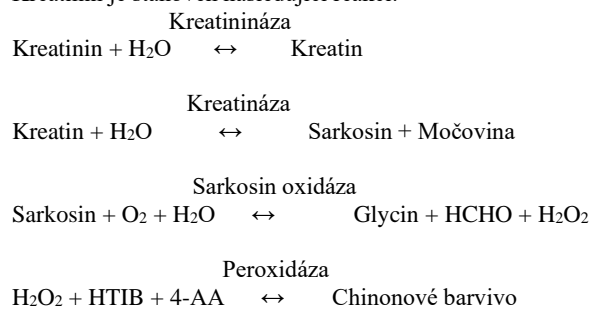 Kreatinináza
Kreatinin + H₂O ↔ Kreatin
Kreatináza
Kreatin + H₂O ↔ Sarkosin + Močovina
Sarkosin oxidáza
Sarkosin + O₂ + H₂O ↔ Glycin + HCHO + H₂O₂
Peroxidáza
H₂O₂ + HTIB + 4-AA ↔ Chinonové barvivo